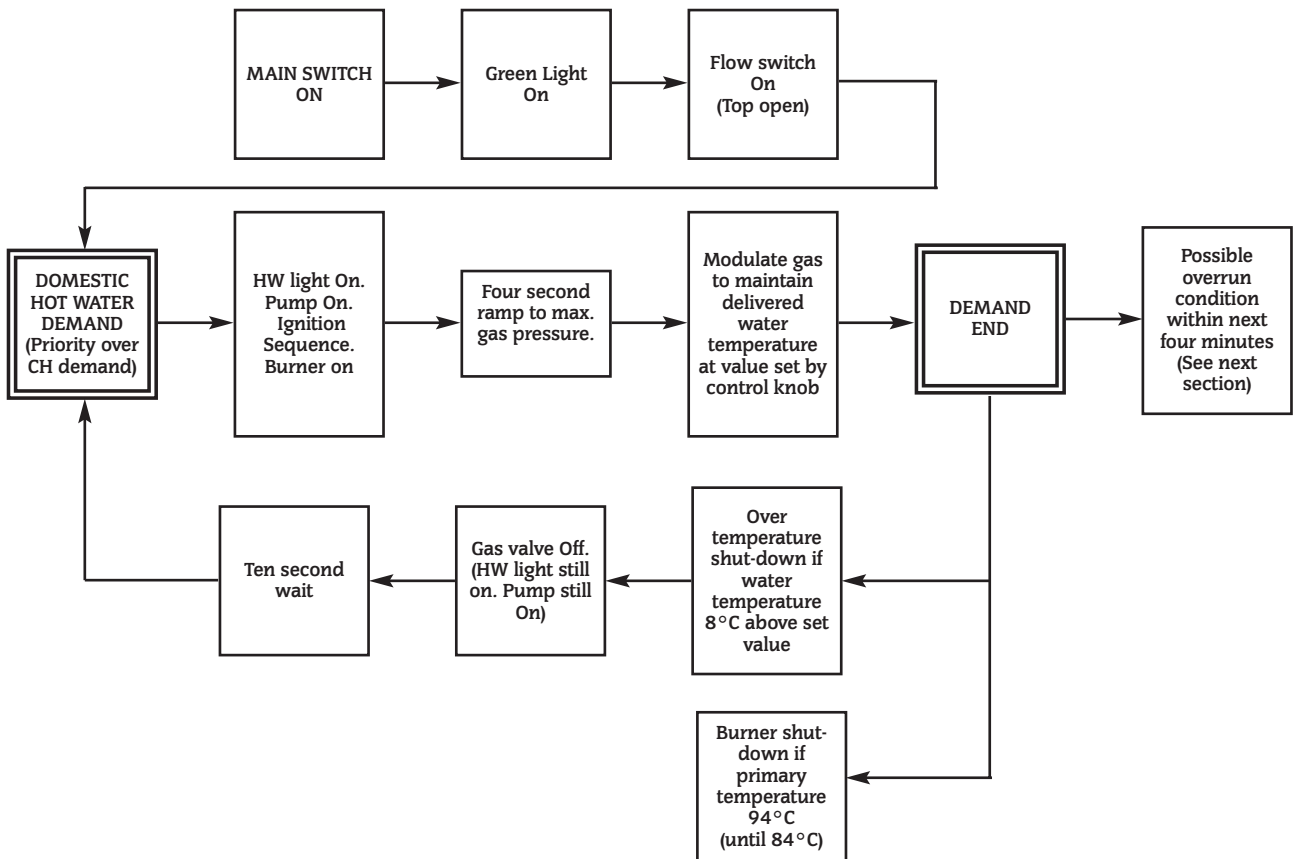 MAIN SWITCH
ON
Green Light
On
Flow switch
On
(Top open)
DOMESTIC
HOT WATER
DEMAND
(Priority over
CH demand)
HW light On.
Pump On.
Ignition
Sequence.
Burner on
Four second
ramp to max.
gas pressure.
Modulate gas
to maintain
delivered
water
temperature
at value set by
control knob
DEMAND
END
Possible
overrun
condition
within next
four minutes
(See next
section)
Ten second
wait
Gas valve Off.
(HW light still
on. Pump still
On)
Over
temperature
shut-down if
water
temperature
8°C above set
value
Burner shut-
down if
primary
temperature
94°C
(until 84°C)